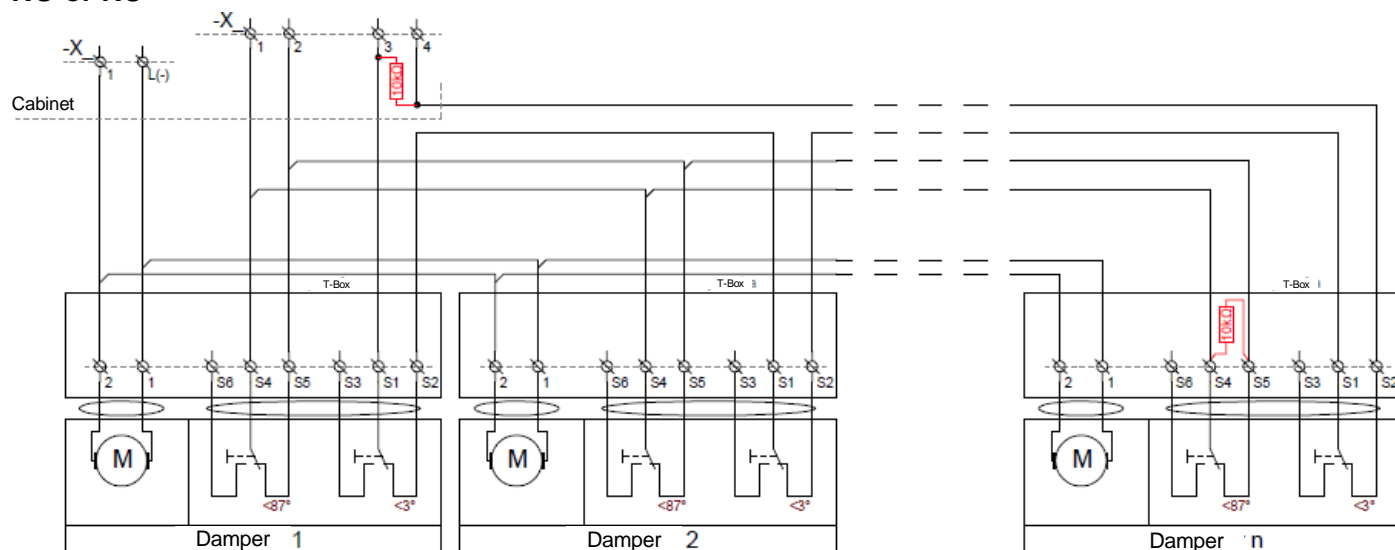 -X_
1 2 3 4
-X_
1 L(-)
10kΩ
Cabinet
T-Box T-Box T-Box
10kΩ
2 1 S6 S4 S5 S3 S1 S2 2 1 S6 S4 S5 S3 S1 S2 2 1 S6 S4 S5 S3 S1 S2
M M M
<87° <3° <87° <3° <87° <3°
Damper 1 Damper 2 Damper n